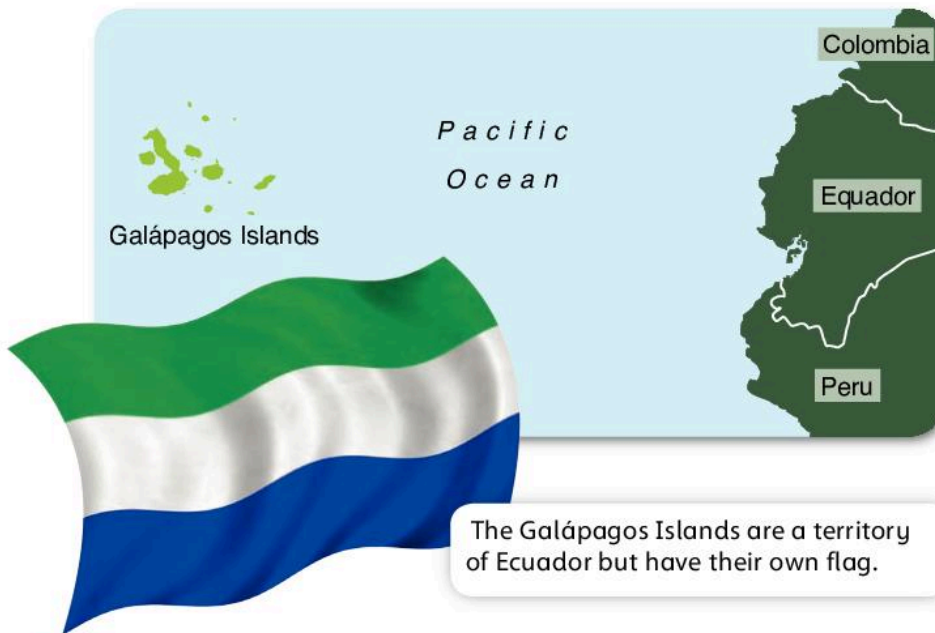 Colombia
Pacific
Ocean
Equador
Galápagos Islands
Peru
The Galápagos Islands are a territory
of Ecuador but have their own flag.